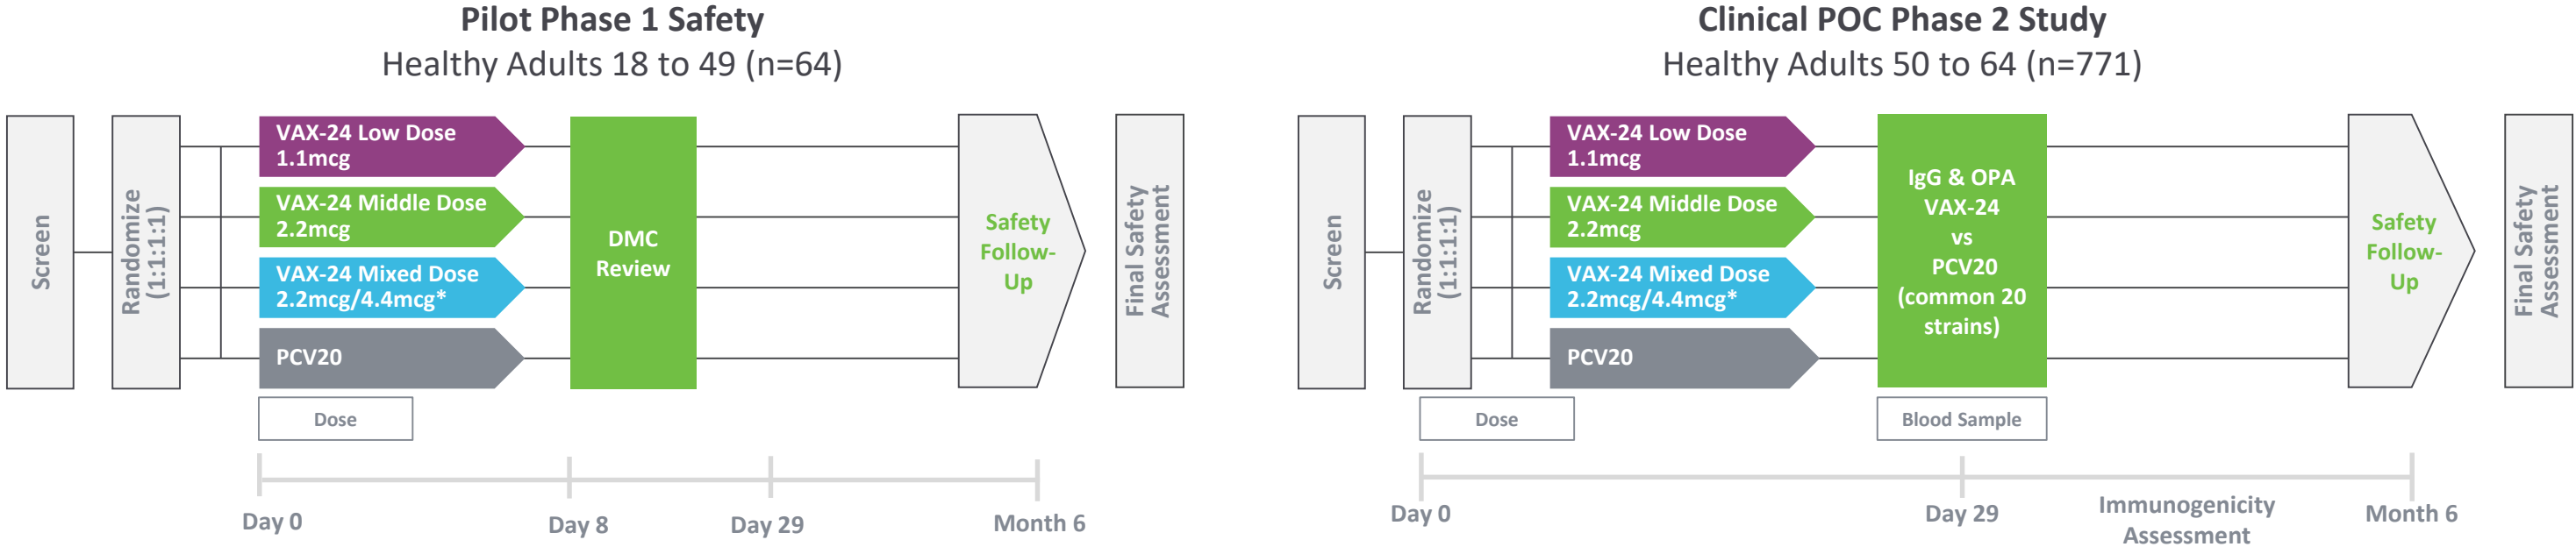 Pilot Phase 1 Safety
Healthy Adults 18 to 49 (n=64)
Screen
Randomize
(1:1:1:1)
VAX-24 Low Dose
1.1mcg
VAX-24 Middle Dose
2.2mcg
VAX-24 Mixed Dose
2.2mcg/4.4mcg*
PCV20
Dose
DMC
Review
Safety
Follow-
Up
Final Safety
Assessment
Day 0
Day 8
Day 29
Month 6
Clinical POC Phase 2 Study
Healthy Adults 50 to 64 (n=771)
Screen
Randomize
(1:1:1:1)
VAX-24 Low Dose
1.1mcg
VAX-24 Middle Dose
2.2mcg
VAX-24 Mixed Dose
2.2mcg/4.4mcg*
PCV20
Dose
IgG & OPA
VAX-24
vs
PCV20
(common 20
strains)
Blood Sample
Safety
Follow-
Up
Final Safety
Assessment
Day 0
Day 29
Immunogenicity
Assessment
Month 6